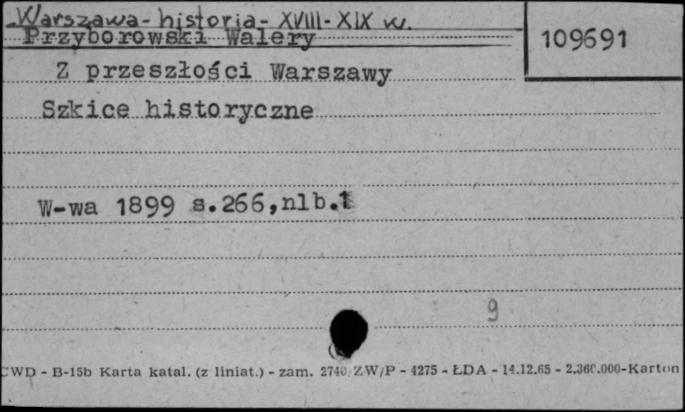 Warszawa - historia - XVIII - XIX w.
Przyborowski Walery
109691
Z przeszłości Warszawy
Szkice historyczne
W-wa 1899 s.266,nlb.1
9
CWD - B-15b Karta katal. (z liniat.) - zam. 2740/ZW/P - 4275 - ŁDA - 14.12.65 - 2.360.000-Karton